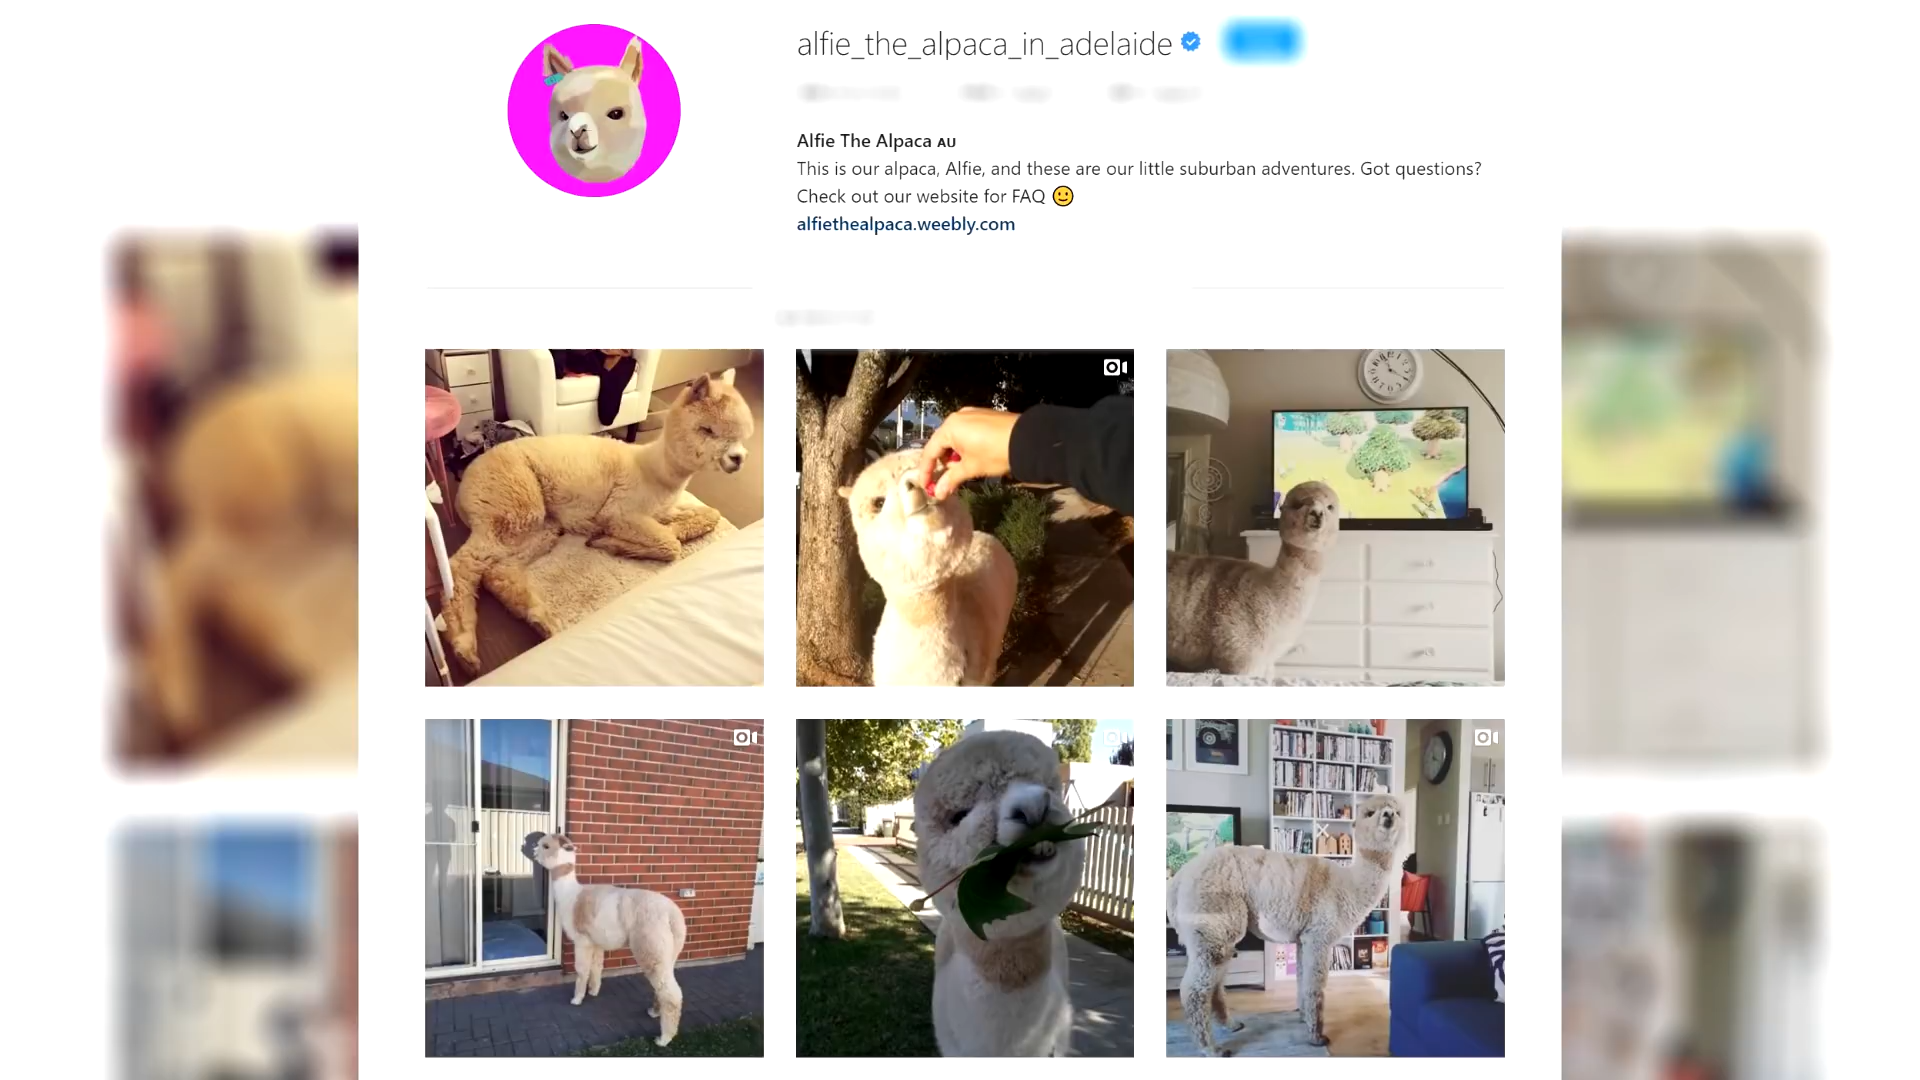 alfie_the_alpaca_in_adelaide
Alfie The Alpaca AU
This is our alpaca, Alfie, and these are our little suburban adventures. Got questions?
Check out our website for FAQ 🙂
alfiethealpaca.weebly.com